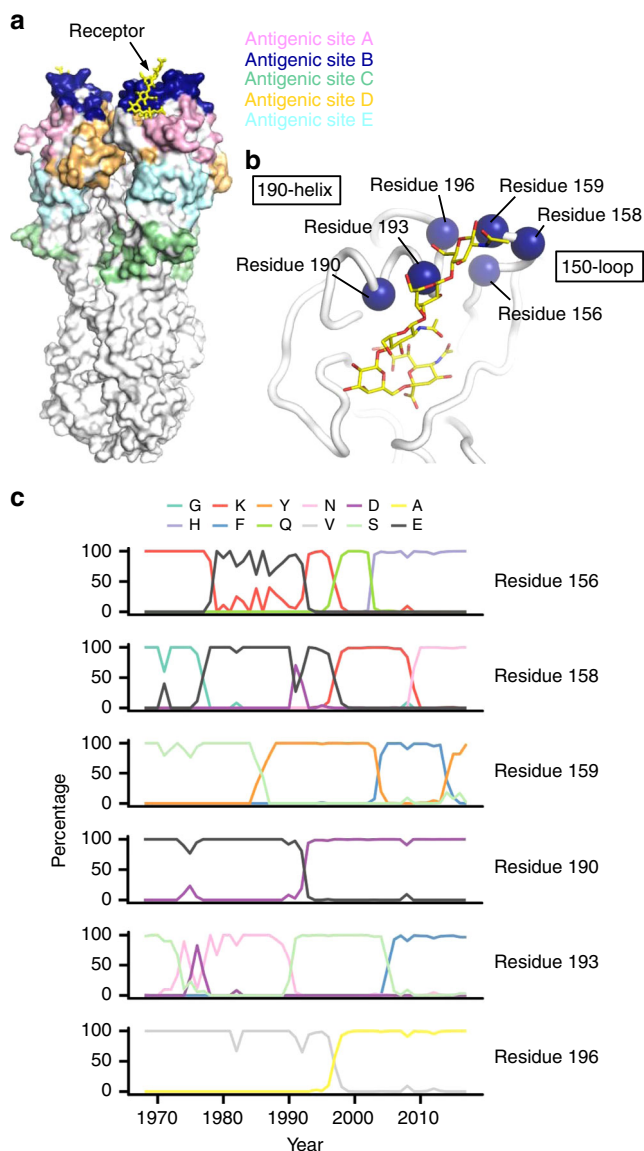 a
Receptor
Antigenic site A
Antigenic site B
Antigenic site C
Antigenic site D
Antigenic site E
b
190-helix
Residue 196
Residue 159
Residue 193
Residue 158
Residue 190
150-loop
Residue 156
c
G K Y N D A
H F Q V S E
100
50
0
Residue 156
100
50
0
Residue 158
100
50
0
Residue 159
100
50
0
Residue 190
100
50
0
Residue 193
100
50
0
Residue 196
Percentage
1970 1980 1990 2000 2010
Year